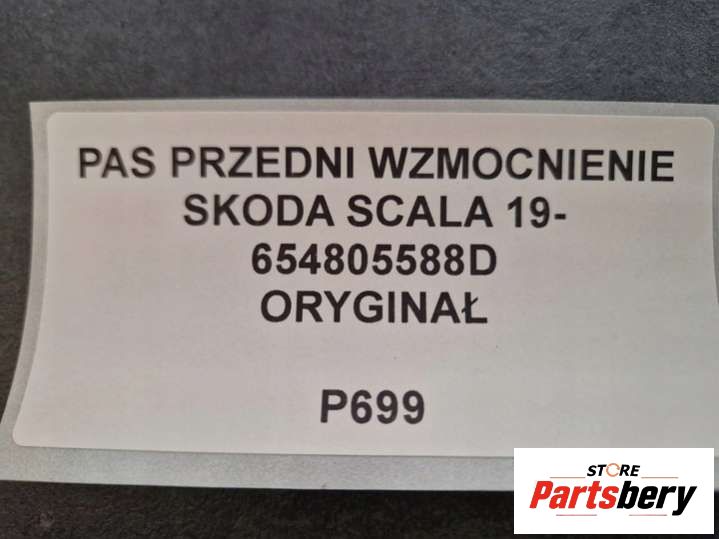 PAS PRZEDNI WZMOCNIENIE
SKODA SCALA 19-
654805588D
ORYGINAŁ
P699
STORE
Partsbery